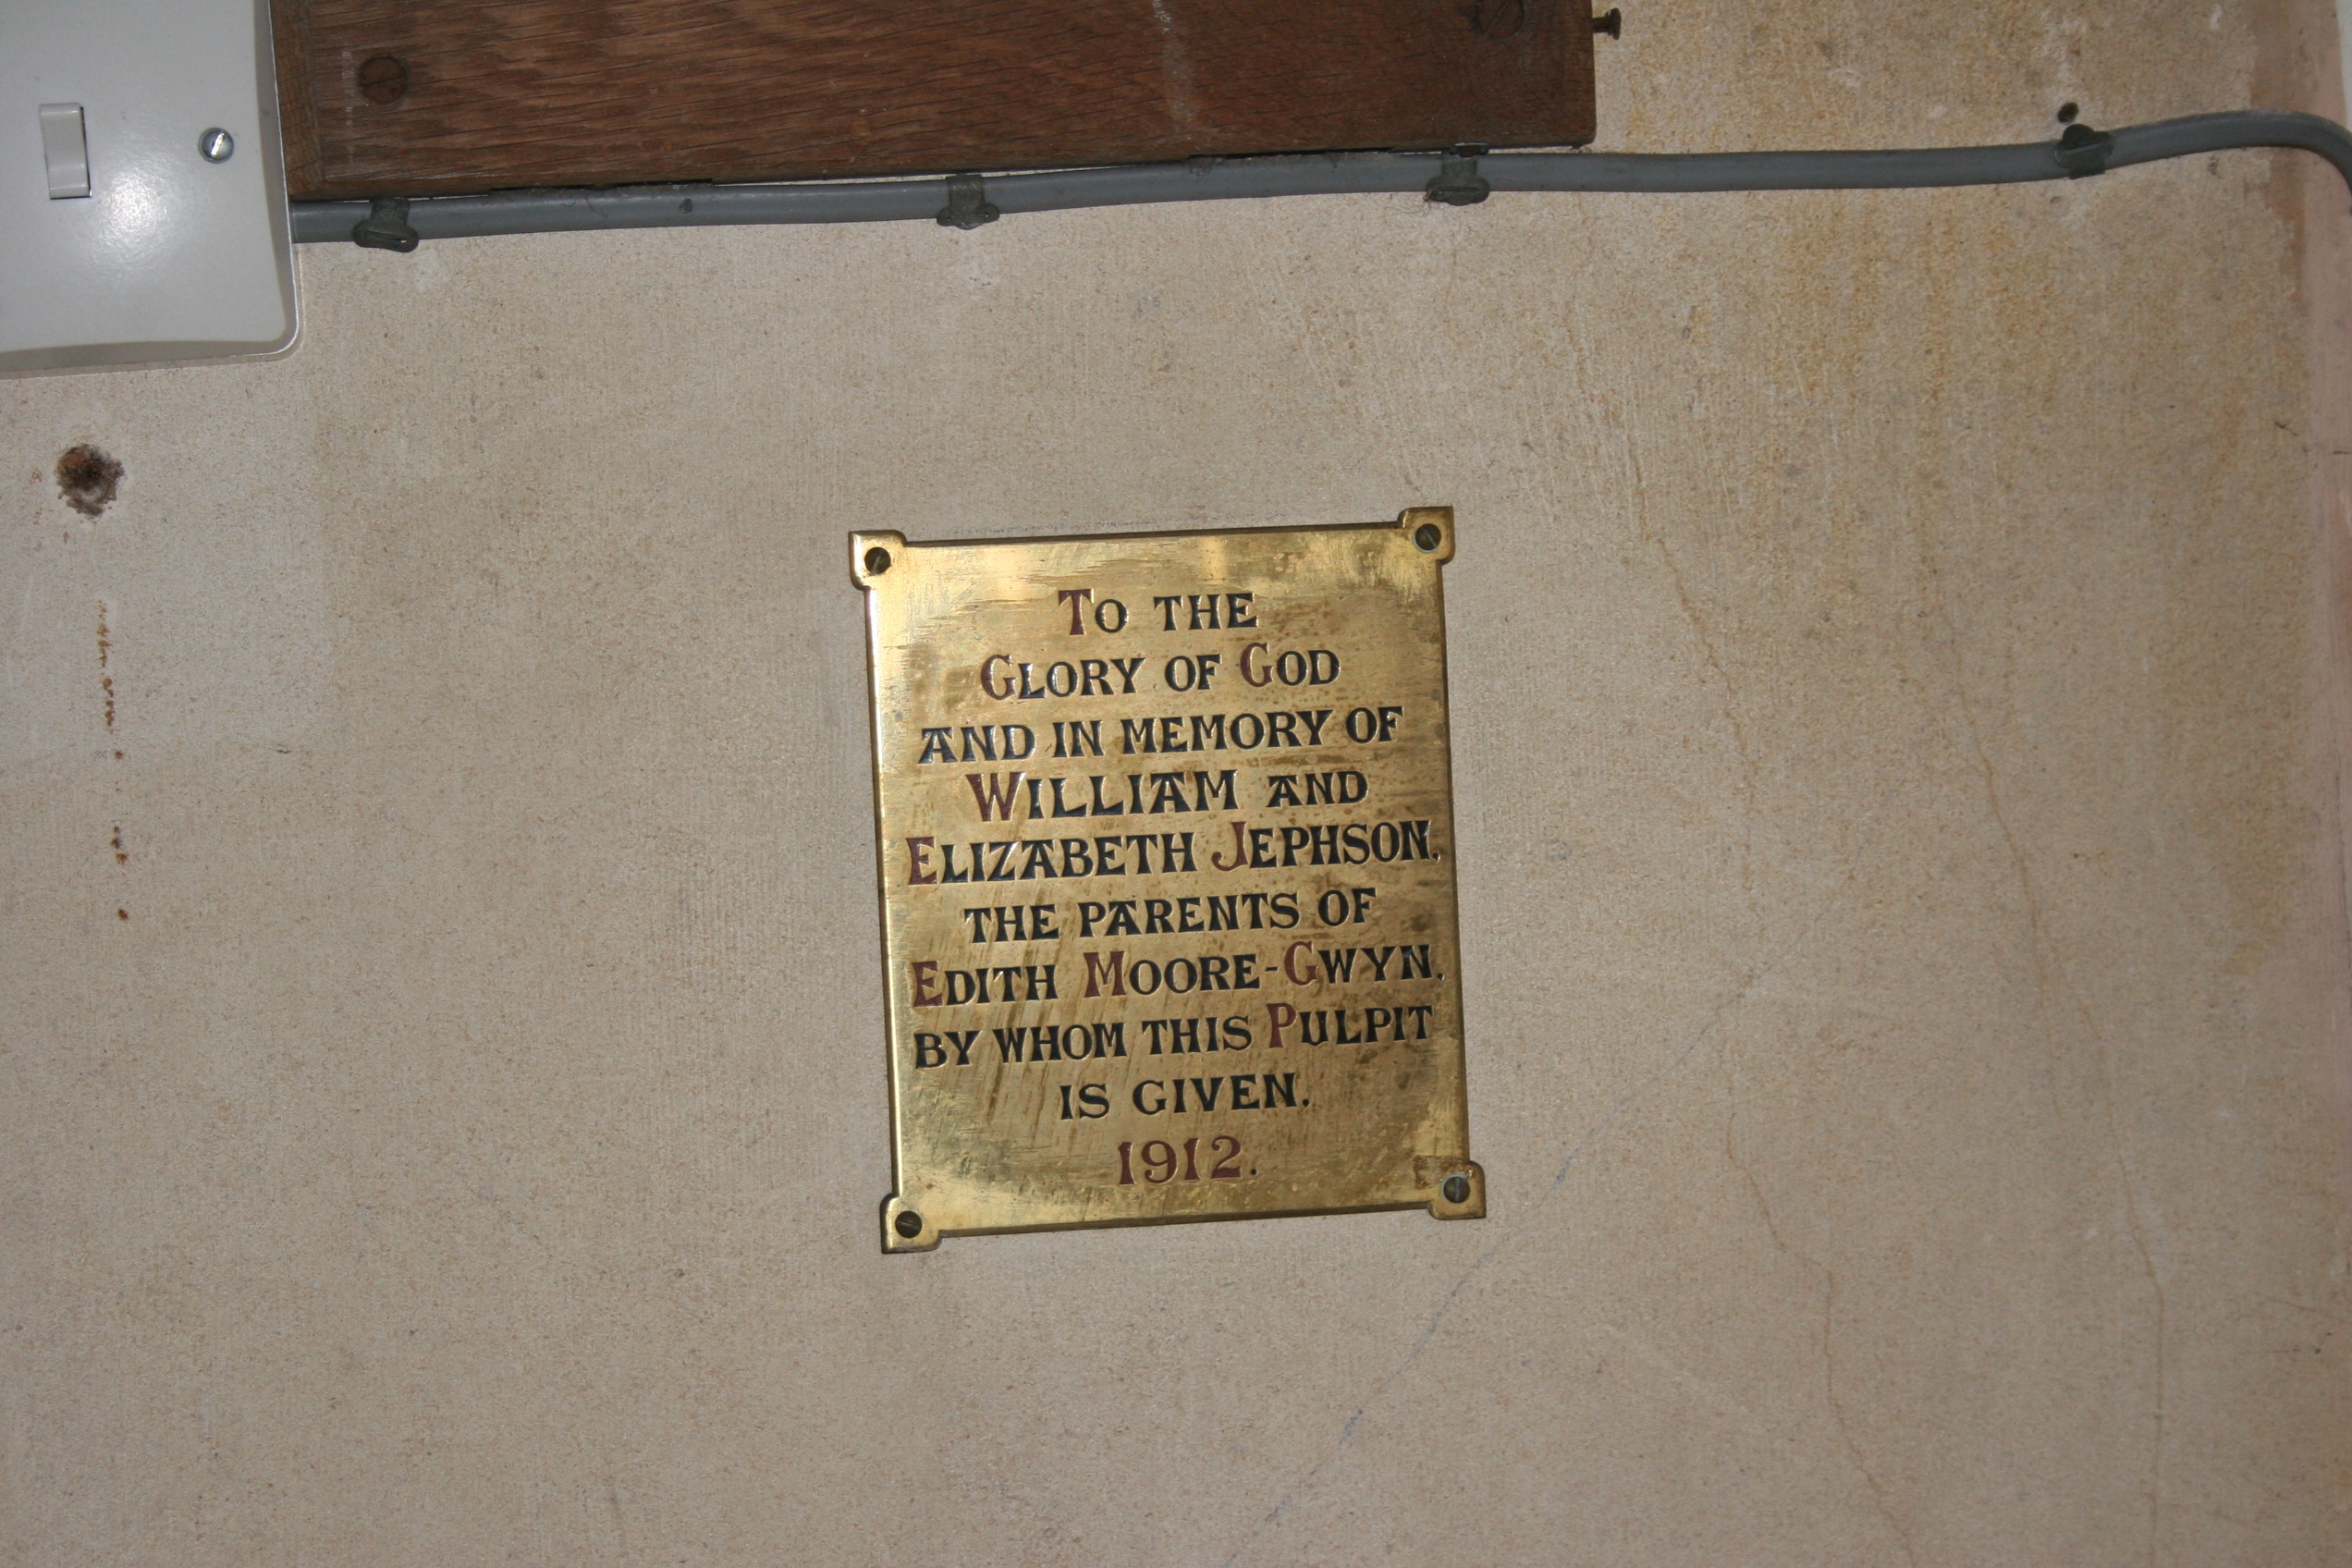 To the
Glory of God
and in memory of
William and
Elizabeth Jephson,
the parents of
Edith Moore-Gwyn,
by whom this Pulpit
is given.
1912.